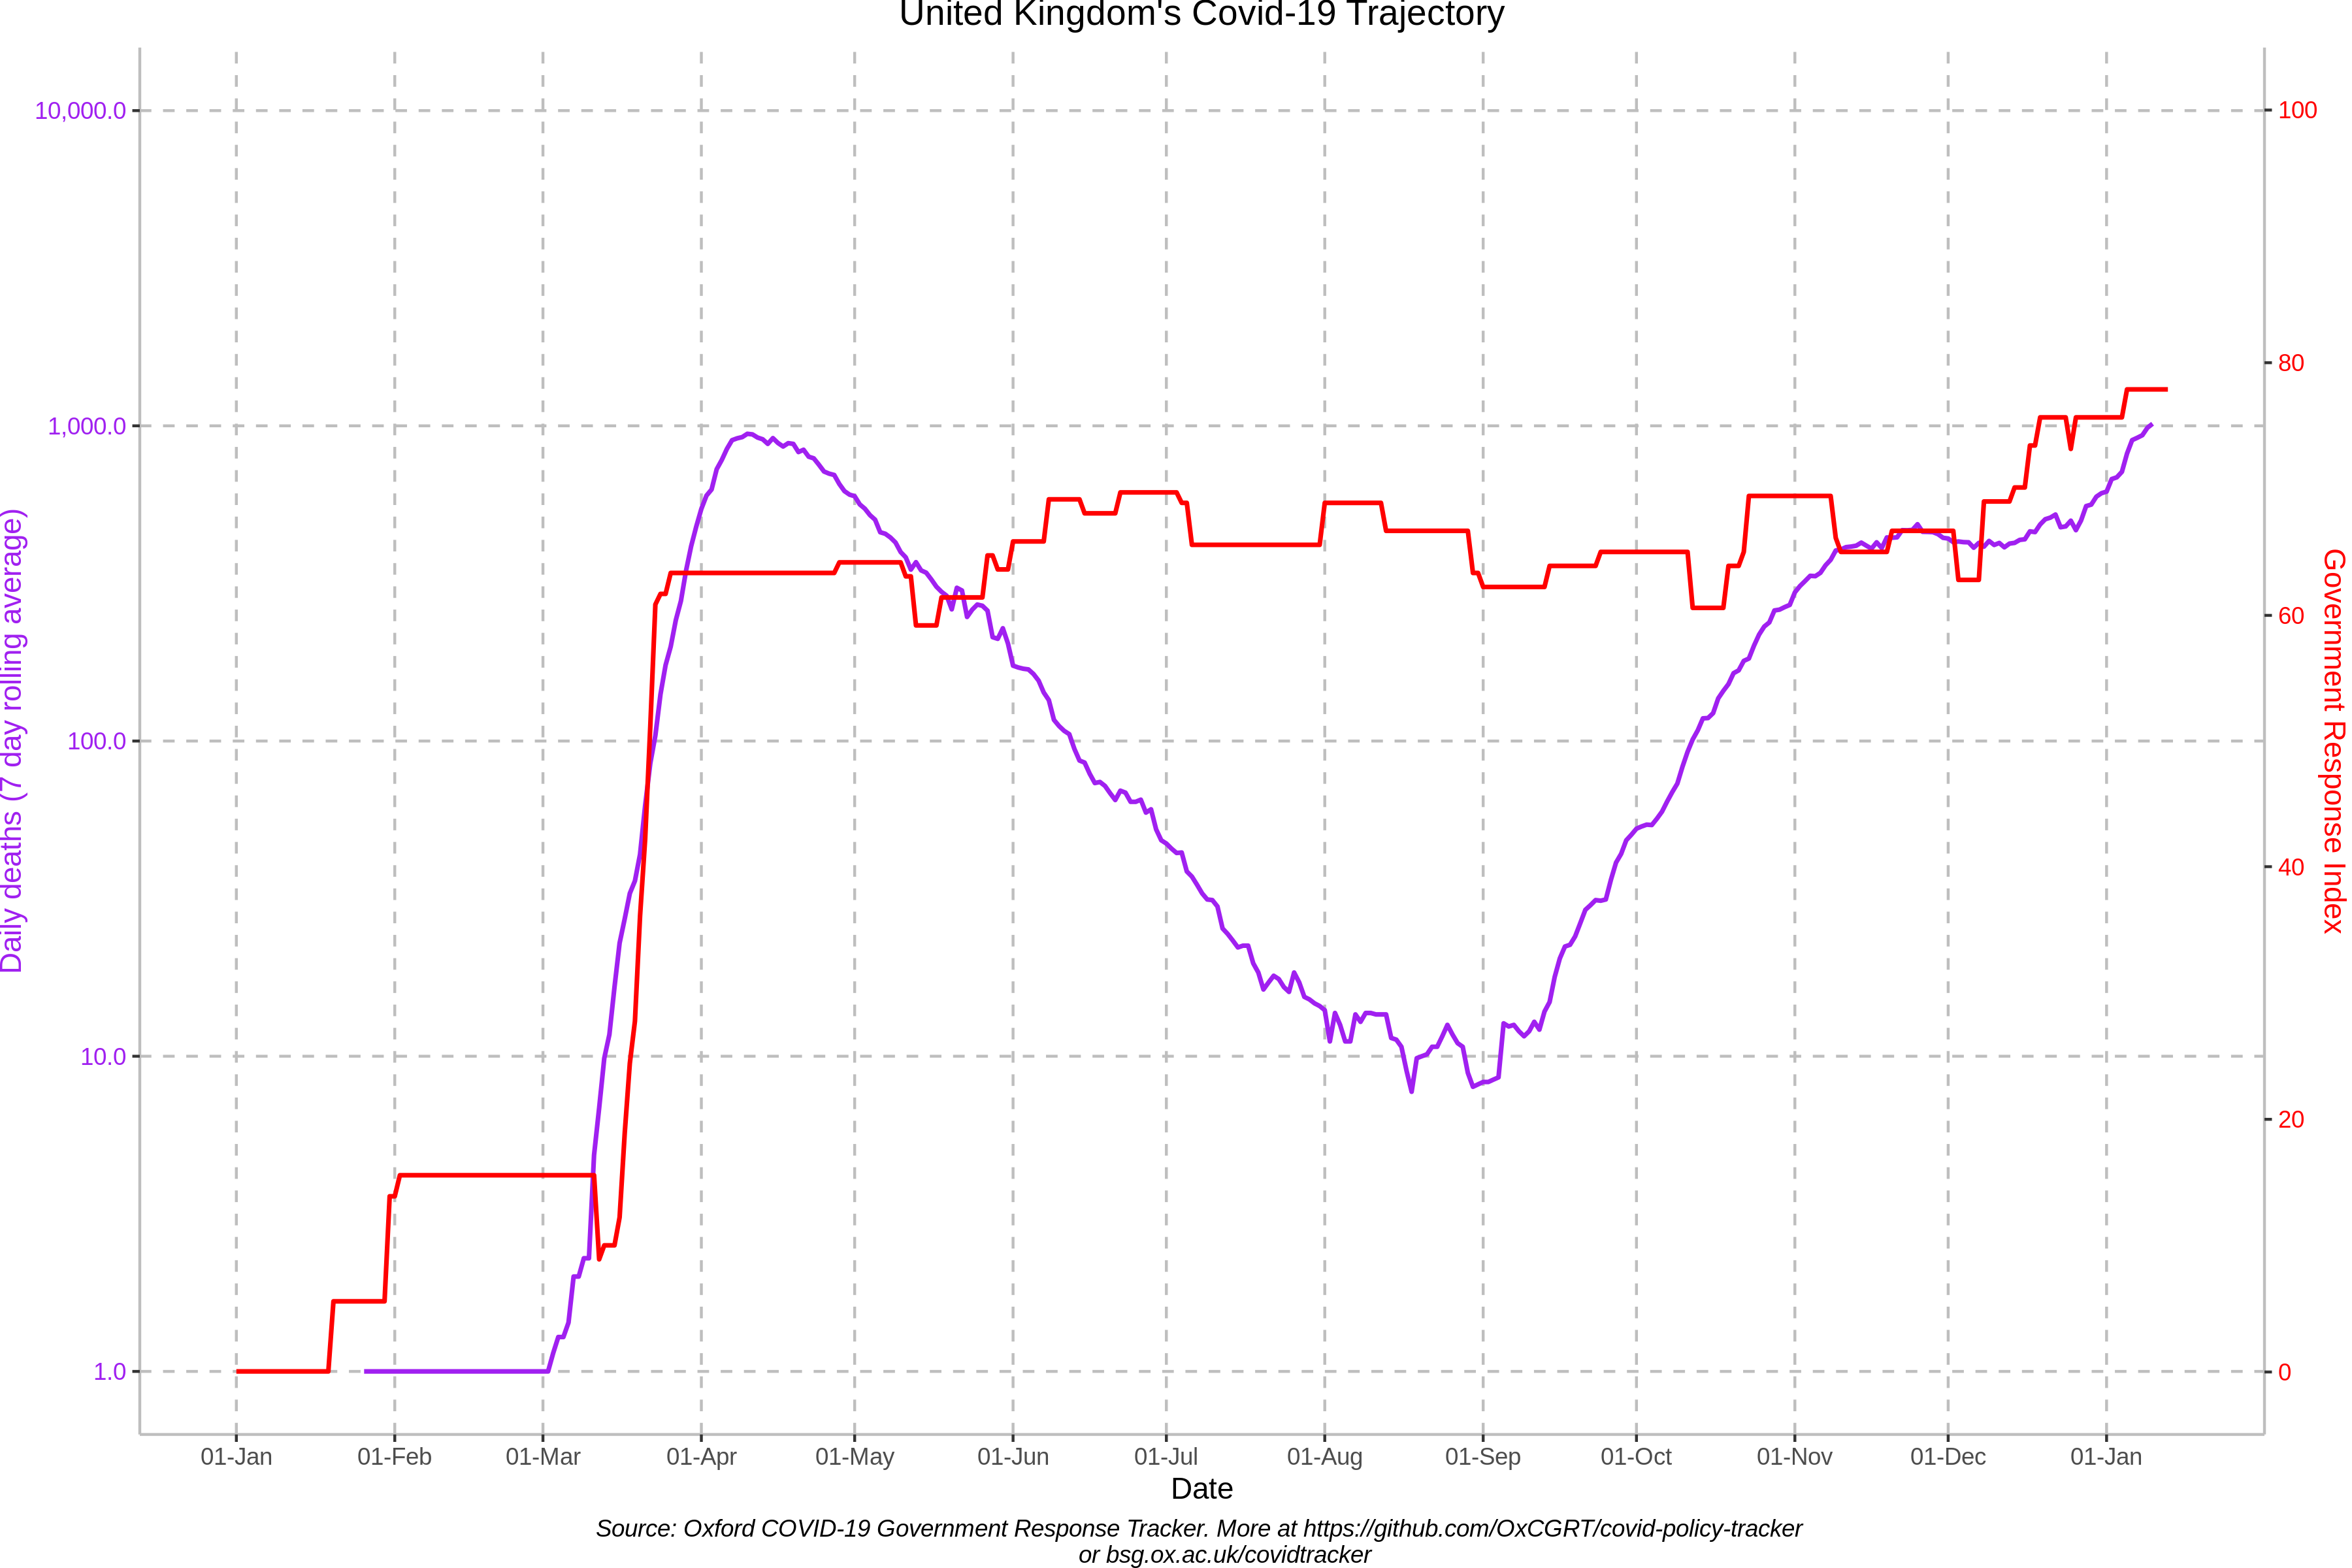 United Kingdom's Covid-19 Trajectory
10,000.0
1,000.0
100.0
10.0
1.0
Daily deaths (7 day rolling average)
100
80
60
40
20
0
Government Response Index
01-Jan
01-Feb
01-Mar
01-Apr
01-May
01-Jun
01-Jul
01-Aug
01-Sep
01-Oct
01-Nov
01-Dec
01-Jan
Date
Source: Oxford COVID-19 Government Response Tracker. More at https://github.com/OxCGRT/covid-policy-tracker
or bsg.ox.ac.uk/covidtracker